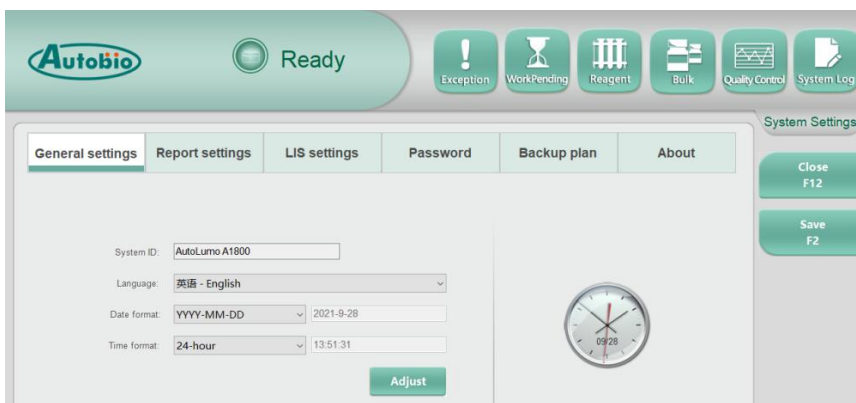 Autobio
Ready
Exception
WorkPending
Reagent
Bulk
Quality Control
System Log
System Settings
General settings
Report settings
LIS settings
Password
Backup plan
About
Close
F12
Save
F2
System ID: AutoLumo A1800
Language: 英语 - English
Date format: YYYY-MM-DD 2021-9-28
Time format: 24-hour 13:51:31
09/28
Adjust